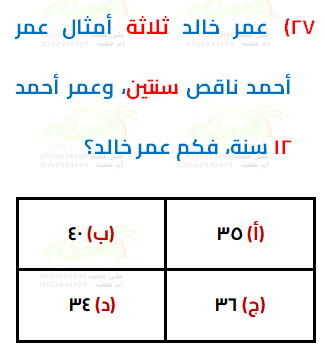 ٢٧) عمر خالد ثلاثة أمثال عمر
أحمد ناقص سنتين، وعمر أحمد
١٢ سنة، فكم عمر خالد؟
(أ) ٣٥
(ب) ٤٠
(ج) ٣٦
(د) ٣٤